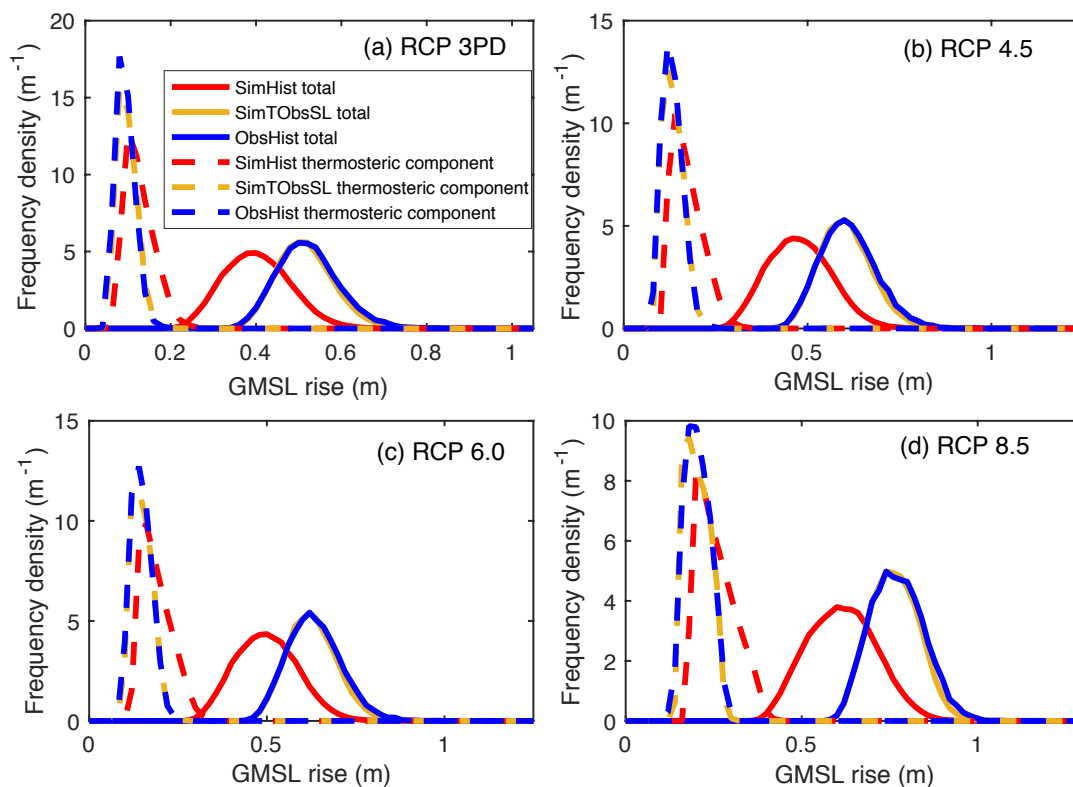 (a) RCP 3PD
Frequency density (m⁻¹)
20
15
10
5
0
SimHist total
SimTObsSL total
ObsHist total
SimHist thermosteric component
SimTObsSL thermosteric component
ObsHist thermosteric component
0 0.2 0.4 0.6 0.8 1
GMSL rise (m)
(b) RCP 4.5
Frequency density (m⁻¹)
15
10
5
0
0 0.5 1
GMSL rise (m)
(c) RCP 6.0
Frequency density (m⁻¹)
15
10
5
0
0 0.5 1
GMSL rise (m)
(d) RCP 8.5
Frequency density (m⁻¹)
10
8
6
4
2
0
0 0.5 1
GMSL rise (m)